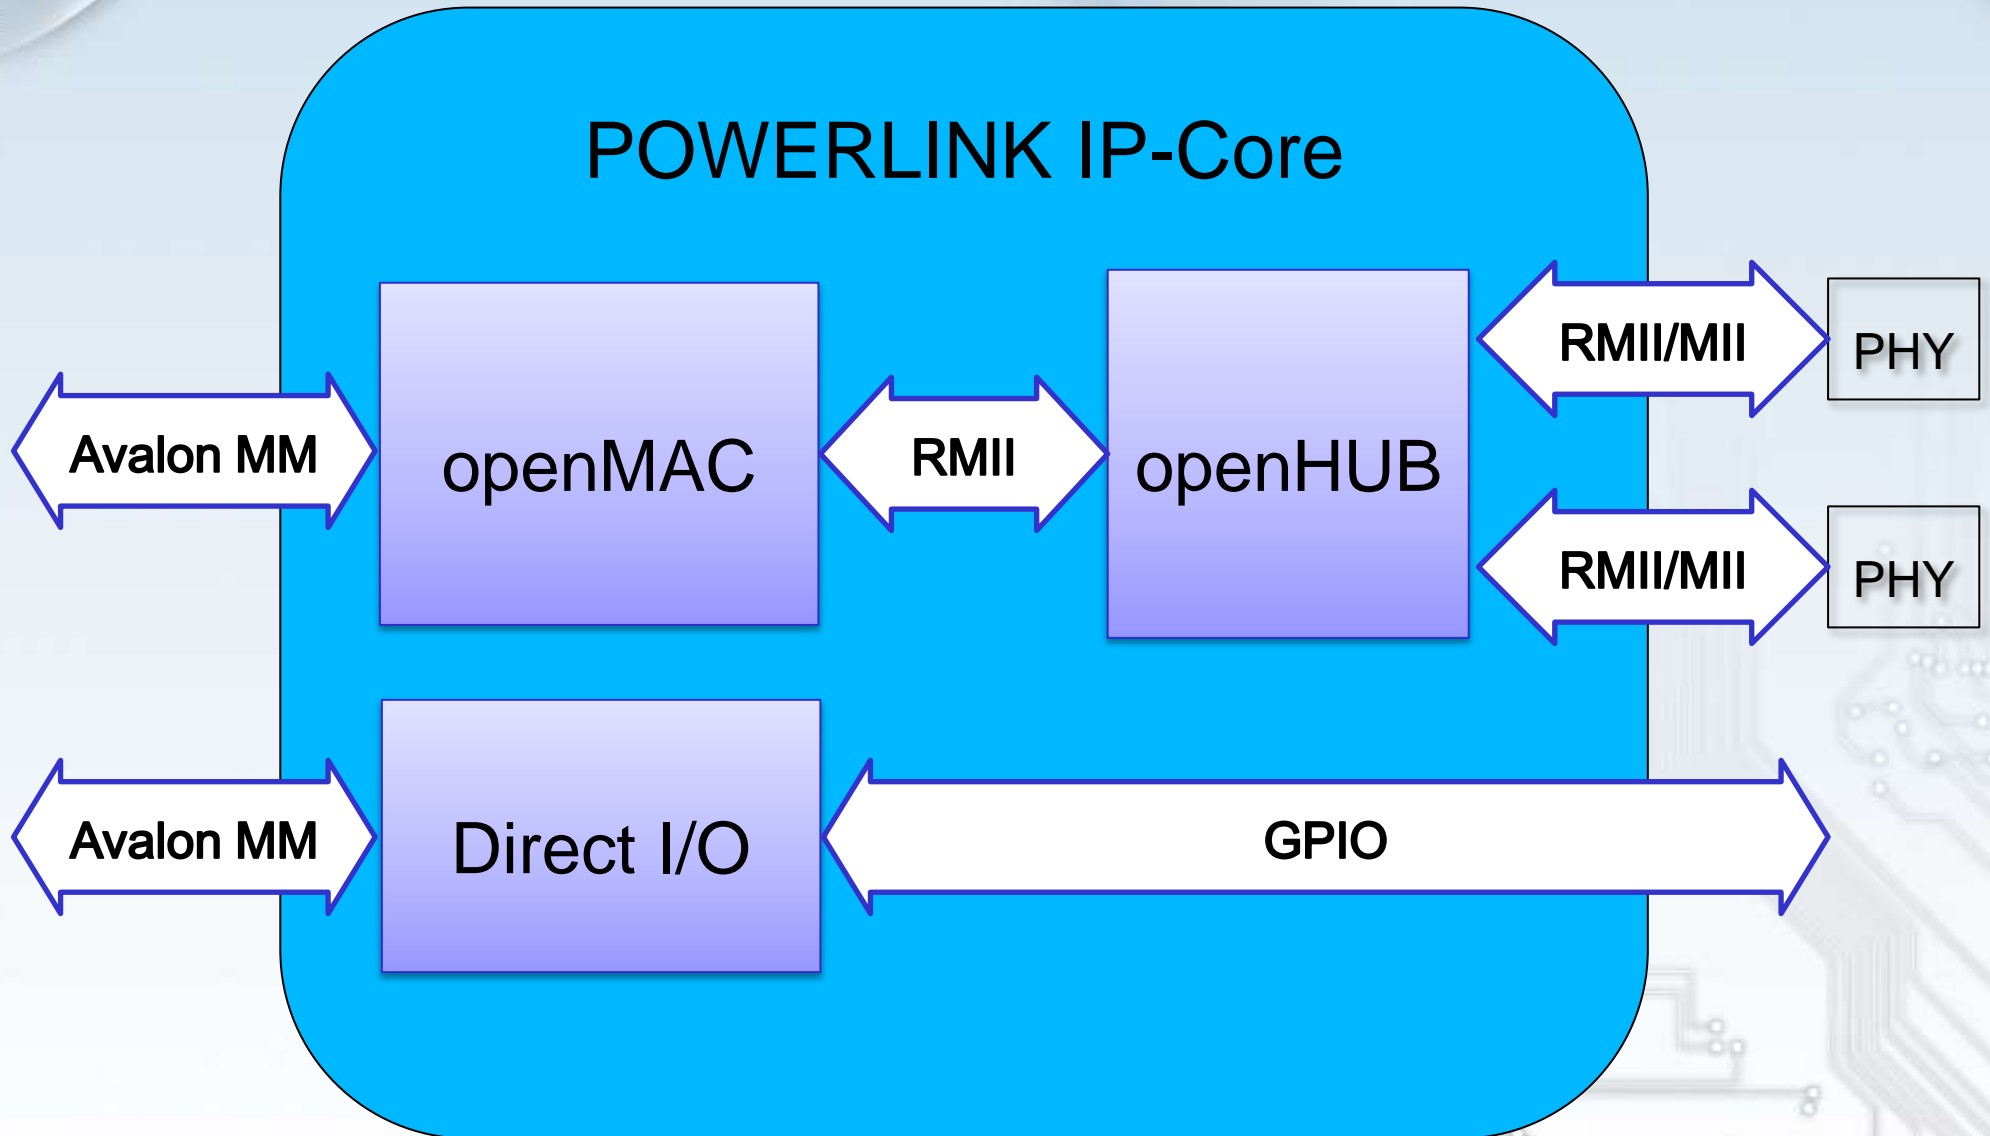 POWERLINK IP-Core
RMII/MII
PHY
Avalon MM
openMAC
RMII
openHUB
RMII/MII
PHY
Avalon MM
Direct I/O
GPIO